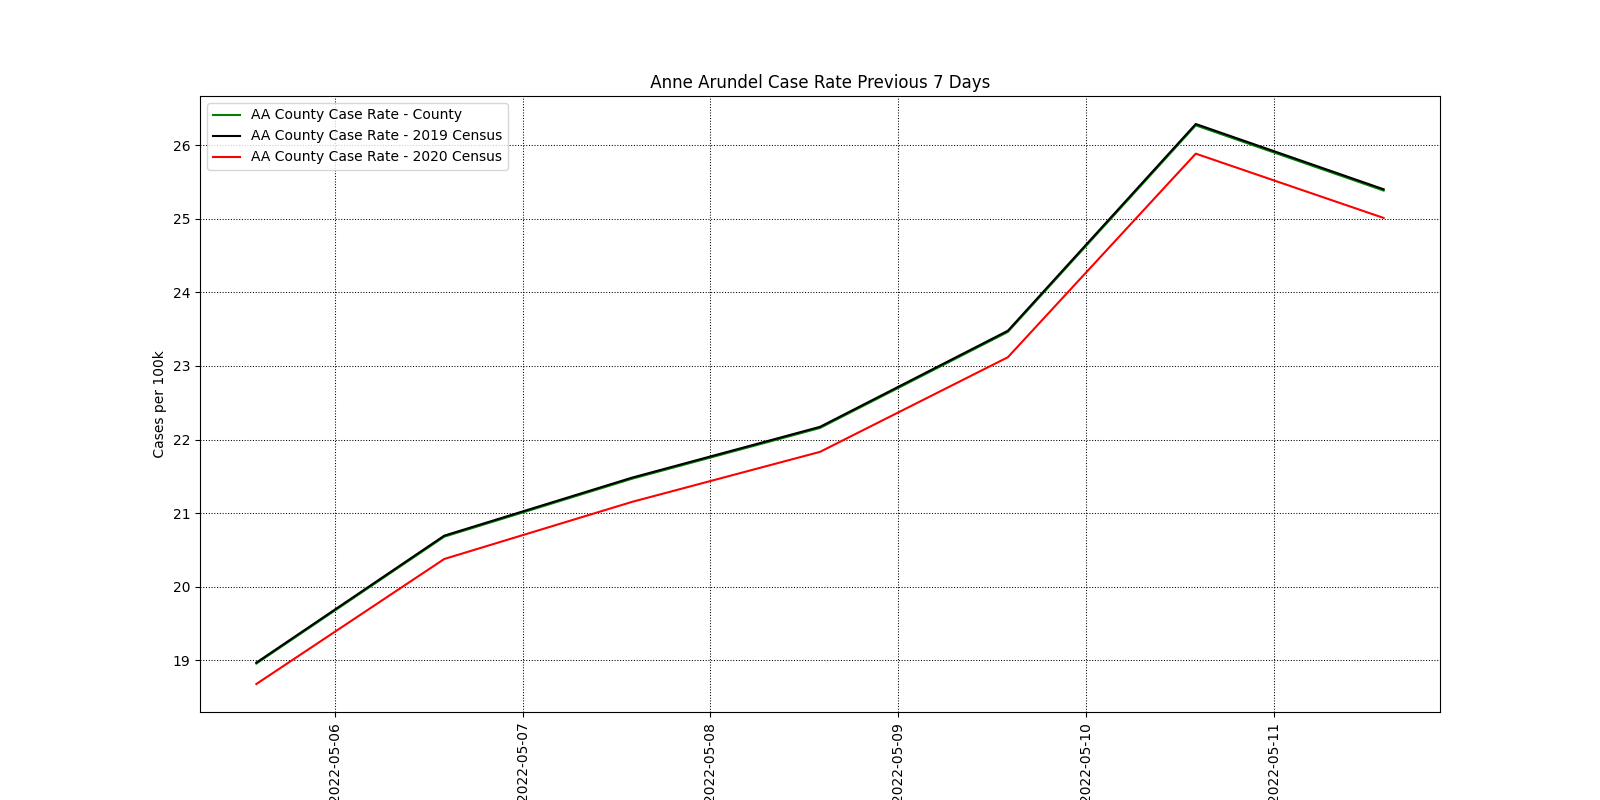 Anne Arundel Case Rate Previous 7 Days
AA County Case Rate - County
AA County Case Rate - 2019 Census
AA County Case Rate - 2020 Census
26
25
24
23
22
21
20
19
Cases per 100k
2022-05-06
2022-05-07
2022-05-08
2022-05-09
2022-05-10
2022-05-11